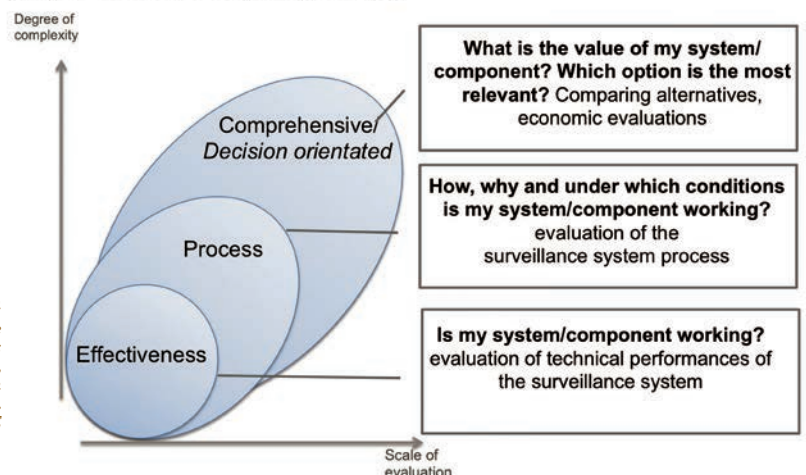 Degree of
complexity
What is the value of my system/
component? Which option is the most
relevant? Comparing alternatives,
economic evaluations
Comprehensive/
Decision orientated
How, why and under which conditions
is my system/component working?
evaluation of the
surveillance system process
Process
Is my system/component working?
evaluation of technical performances of
the surveillance system
Effectiveness
Scale of
evaluation